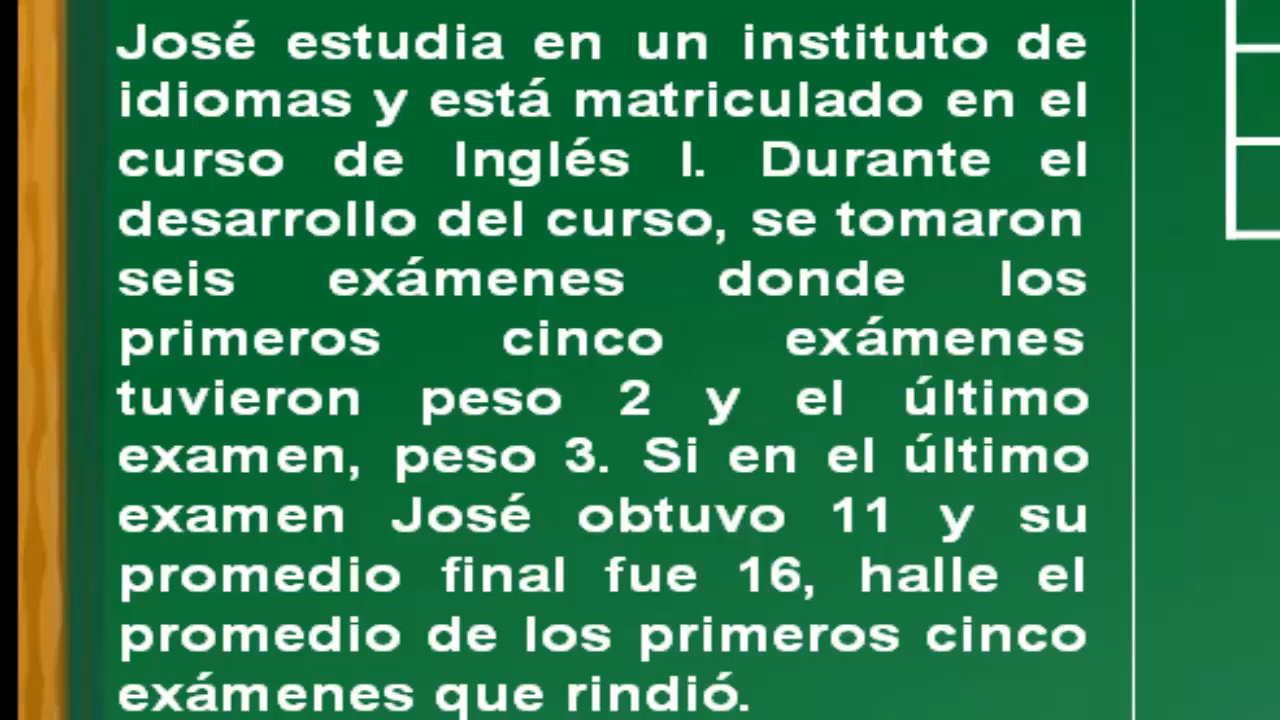 José estudia en un instituto de
idiomas y está matriculado en el
curso de Inglés I. Durante el
desarrollo del curso, se tomaron
seis exámenes donde los
primeros cinco exámenes
tuvieron peso 2 y el último
examen, peso 3. Si en el último
examen José obtuvo 11 y su
promedio final fue 16, halle el
promedio de los primeros cinco
exámenes que rindió.